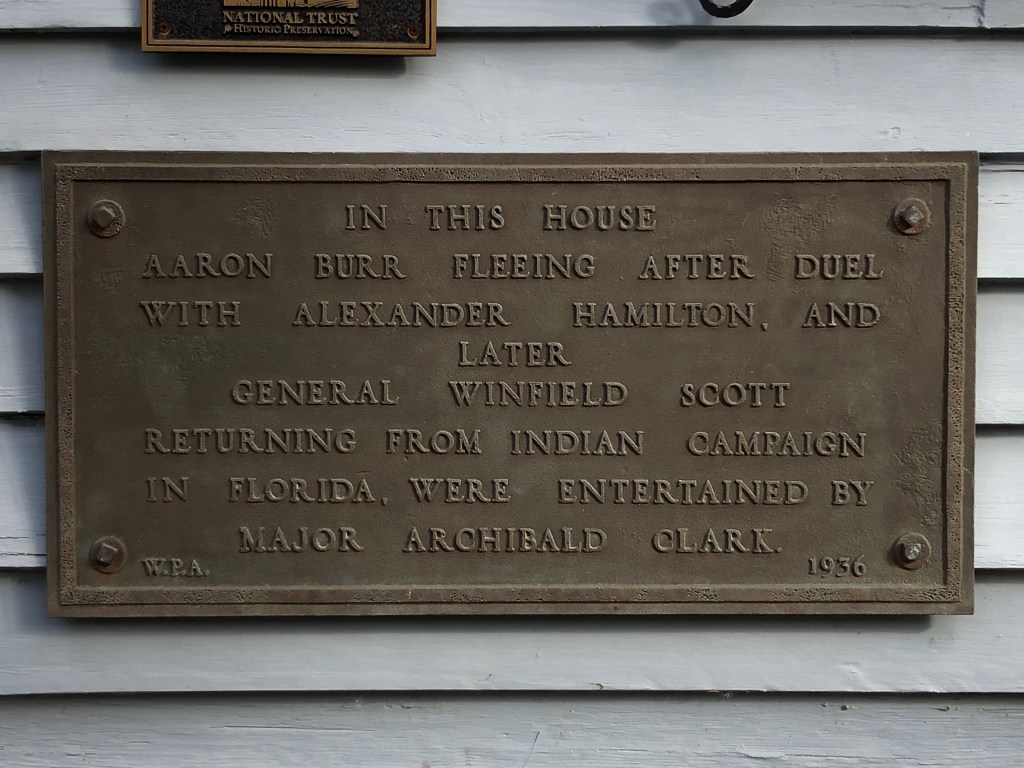 NATIONAL TRUST
HISTORIC PRESERVATION
IN THIS HOUSE
AARON BURR FLEEING AFTER DUEL
WITH ALEXANDER HAMILTON, AND
LATER
GENERAL WINFIELD SCOTT
RETURNING FROM INDIAN CAMPAIGN
IN FLORIDA, WERE ENTERTAINED BY
MAJOR ARCHIBALD CLARK.
W.P.A. 1936